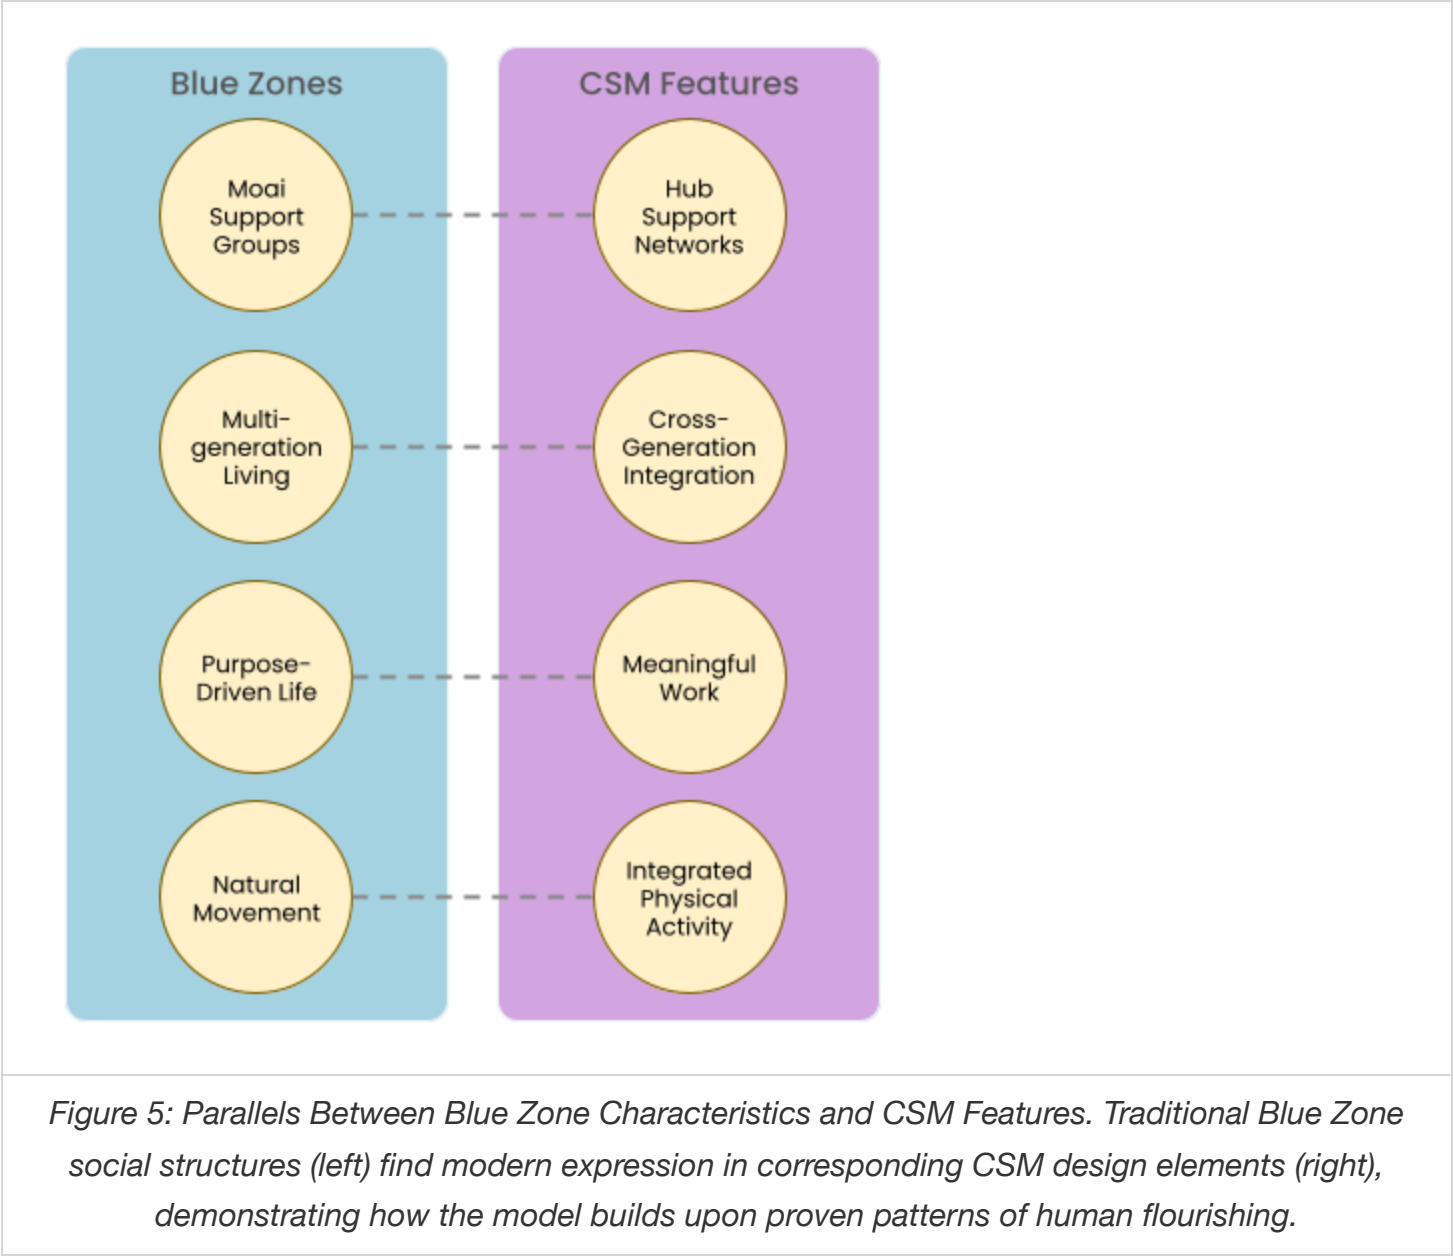 Blue Zones
CSM Features
Moai
Support
Groups
Hub
Support
Networks
Multi-
generation
Living
Cross-
Generation
Integration
Purpose-
Driven Life
Meaningful
Work
Natural
Movement
Integrated
Physical
Activity
Figure 5: Parallels Between Blue Zone Characteristics and CSM Features. Traditional Blue Zone
social structures (left) find modern expression in corresponding CSM design elements (right),
demonstrating how the model builds upon proven patterns of human flourishing.